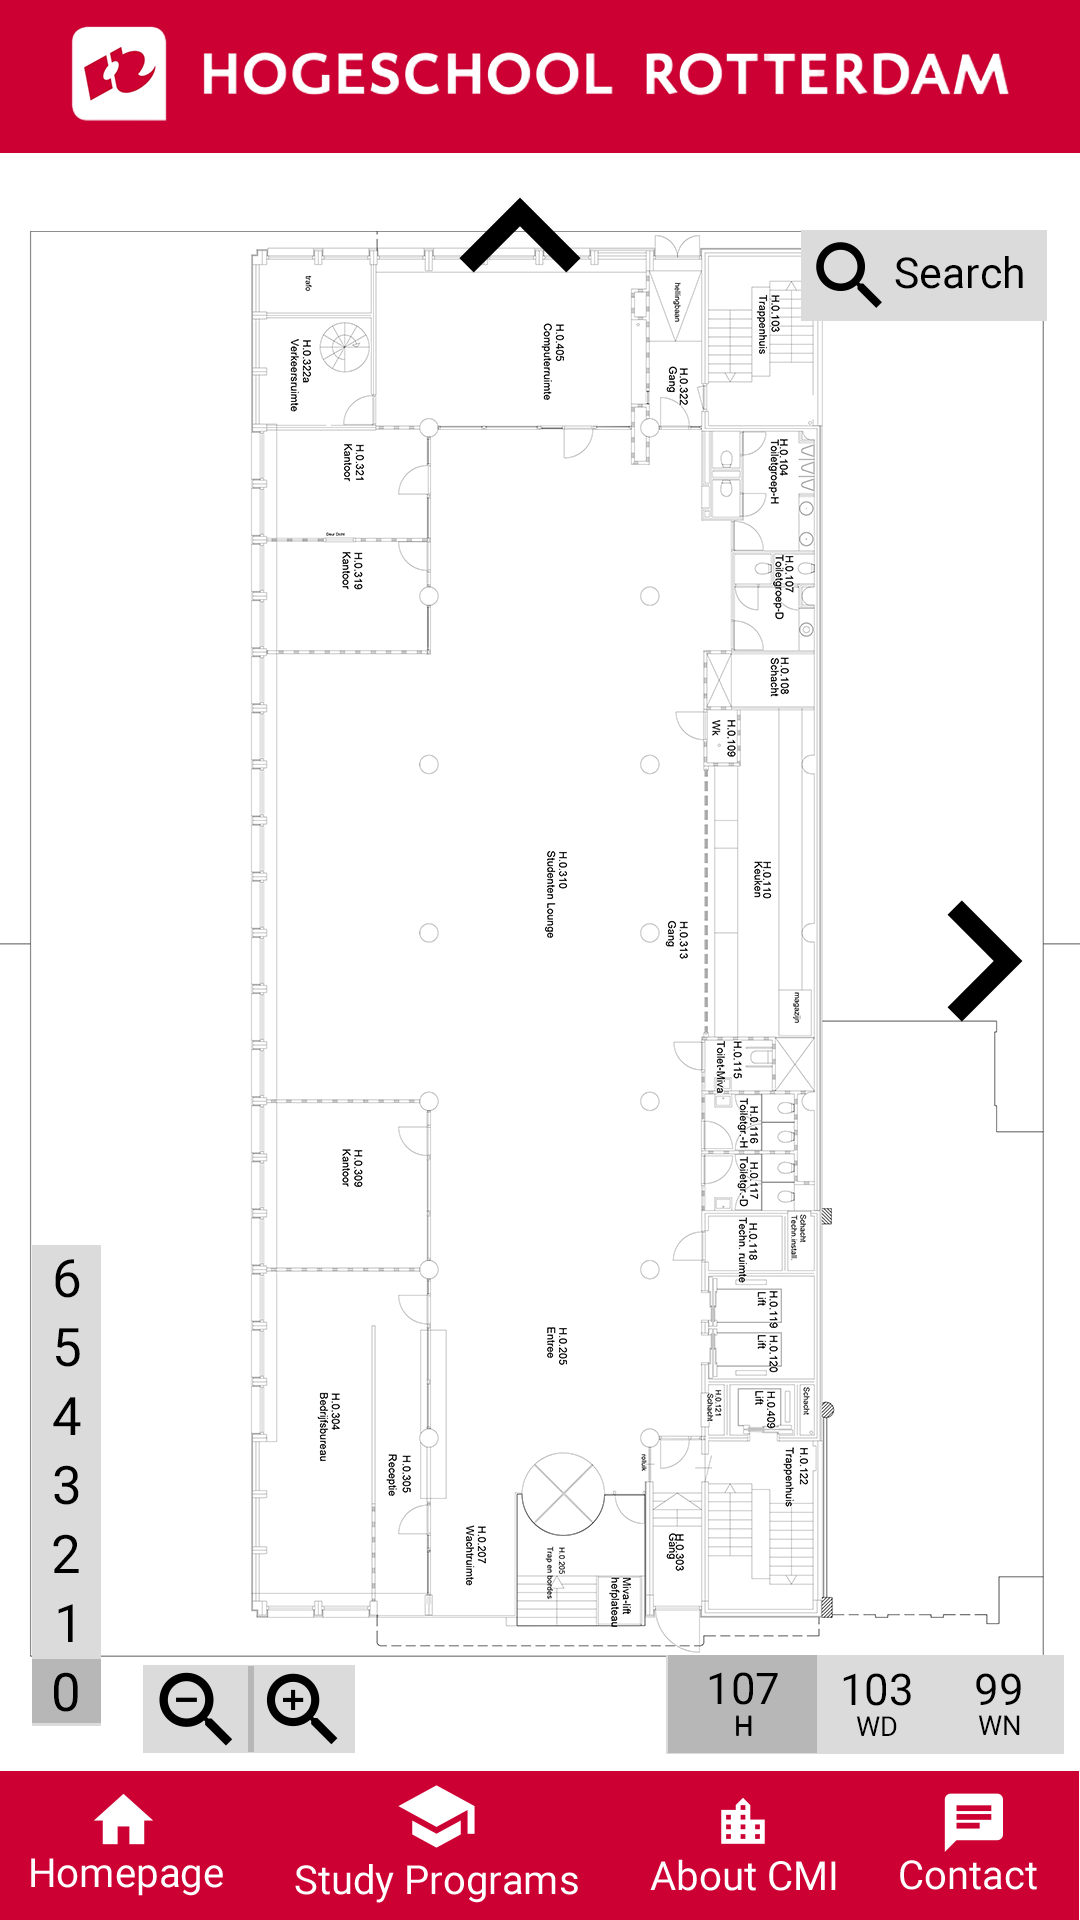 HOGESCHOOL ROTTERDAM
Search
trafo
H.0.322a
Verkeersruimte
H.0.405
Computerruimte
hellingbaan
H.0.322
Gang
H.0.103
Trappenhuis
H.0.321
Kantoor
Deur Dicht
H.0.319
Kantoor
H.0.104
Toiletgroep-H
H.0.107
Toiletgroep-D
H.0.108
Schacht
H.0.109
Wk
H.0.310
Studenten Lounge
H.0.313
Gang
H.0.110
Keuken
magazijn
H.0.115
Toilet-Miva
H.0.116
Toiletgr.-H
H.0.117
Toiletgr.-D
H.0.309
Kantoor
H.0.118
Techn. ruimte
Schacht
Techn.install.
H.0.119
Lift
H.0.120
Lift
H.0.205
Entree
H.0.304
Bedrijfsbureau
H.0.305
Receptie
H.0.121
Schacht
H.0.409
Lift
Schacht
rolluik
H.0.122
Trappenhuis
H.0.207
Wachtruimte
H.0.205
Trap en bordes
Miva-lift
hefplateau
H.0.303
Gang
6
5
4
3
2
1
0
107
H
103
WD
99
WN
Homepage
Study Programs
About CMI
Contact